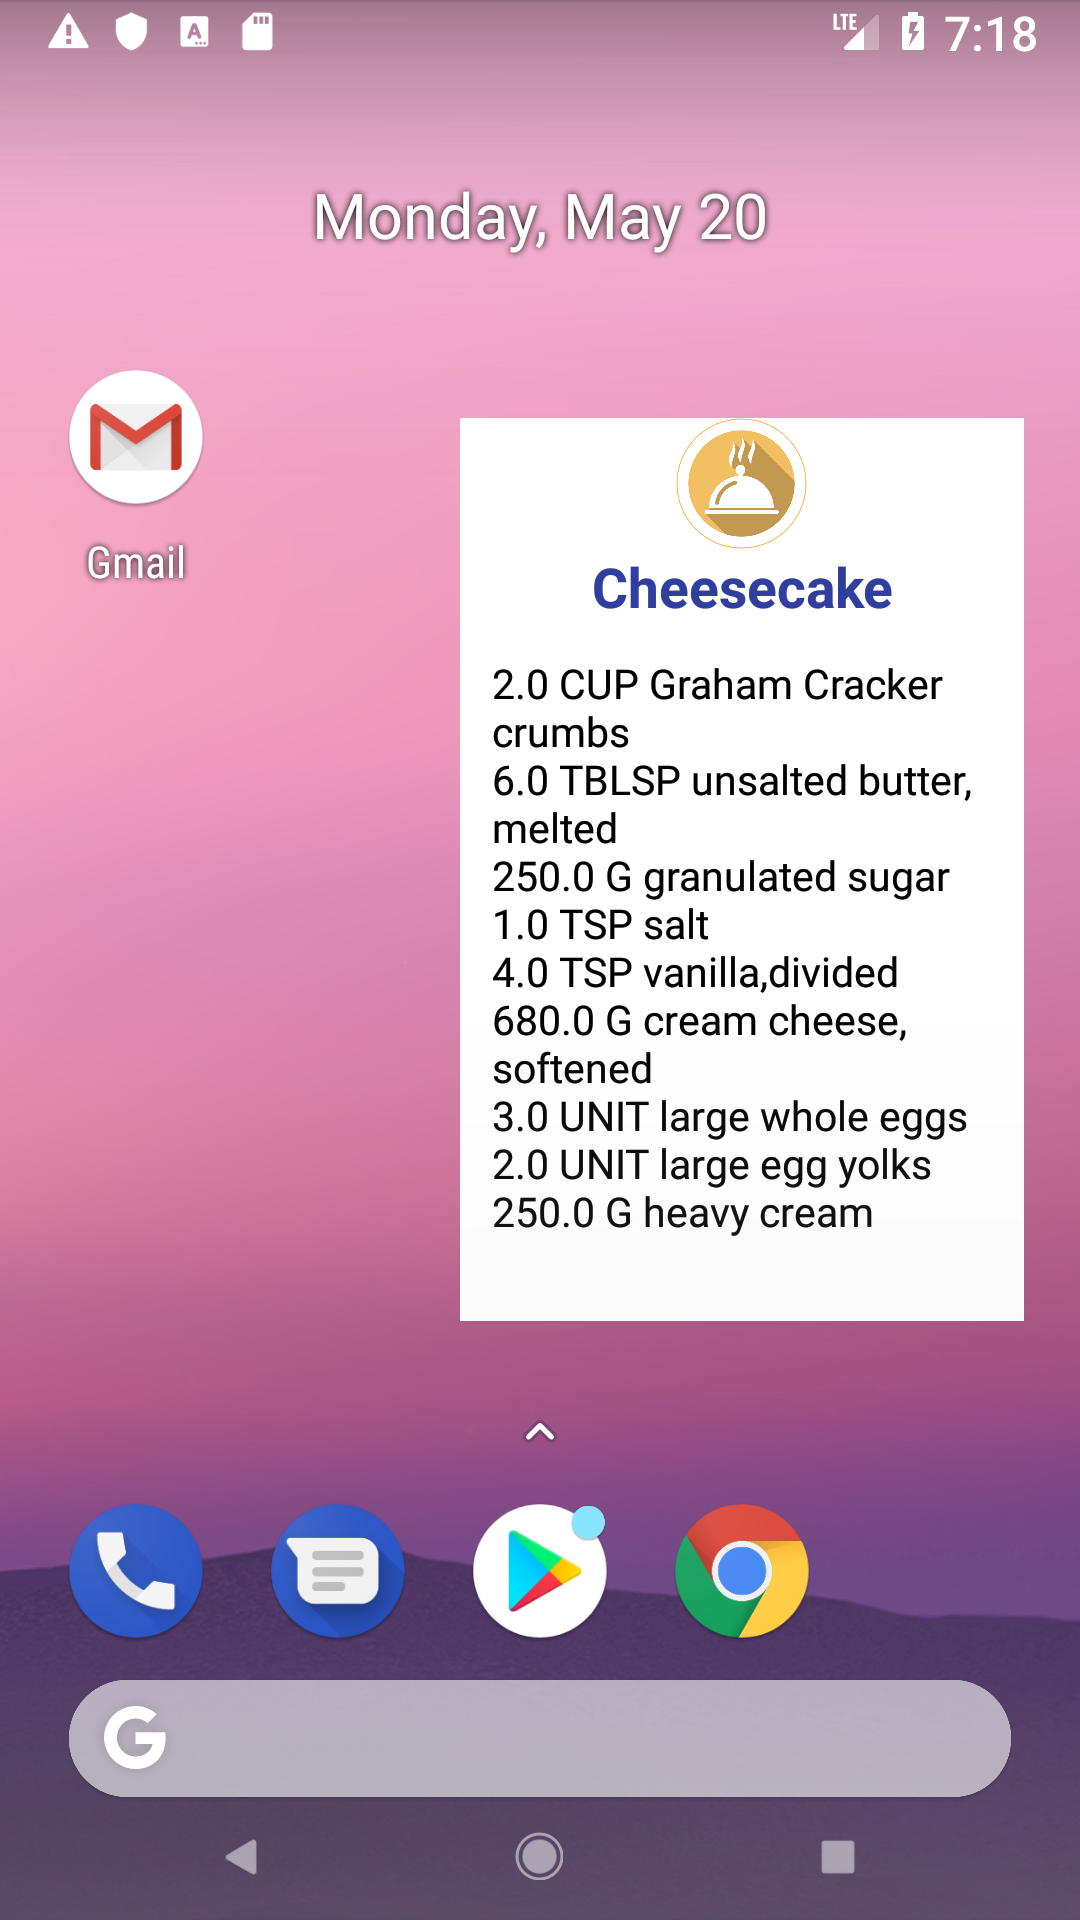 LTE 7:18
Monday, May 20
Gmail
Cheesecake
2.0 CUP Graham Cracker
crumbs
6.0 TBLSP unsalted butter,
melted
250.0 G granulated sugar
1.0 TSP salt
4.0 TSP vanilla,divided
680.0 G cream cheese,
softened
3.0 UNIT large whole eggs
2.0 UNIT large egg yolks
250.0 G heavy cream